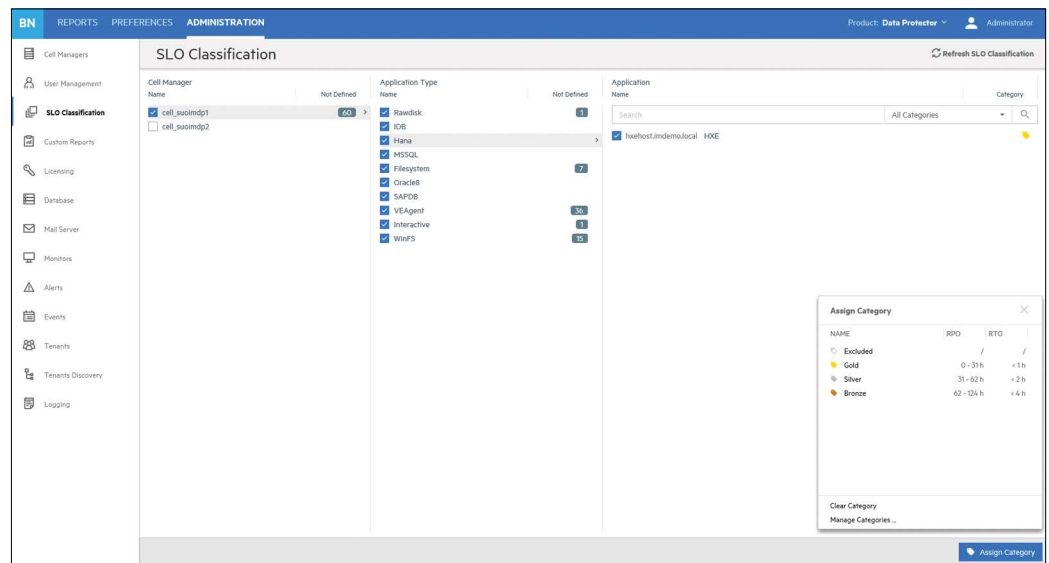 BN REPORTS PREFERENCES ADMINISTRATION Product: Data Protector Administrator
Cell Managers
User Management
SLO Classification
Custom Reports
Licensing
Database
Mail Server
Monitors
Alerts
Events
Tenants
Tenants Discovery
Logging
SLO Classification
Refresh SLO Classification
Cell Manager
Name Not Defined
cell_suoimdp1 60
cell_suoimdp2
Application Type
Name Not Defined
Rawdisk 1
IDB
Hana
MSSQL
Filesystem 7
Oracle8
SAPDB
VEAgent 36
Interactive 1
WinFS 15
Application
Name Category
Search All Categories
hxehost.imdemo.local HXE
Assign Category
NAME RPO RTO
Excluded / /
Gold 0 - 31 h < 1 h
Silver 31 - 62 h < 2 h
Bronze 62 - 124 h < 4 h
Clear Category
Manage Categories ...
Assign Category